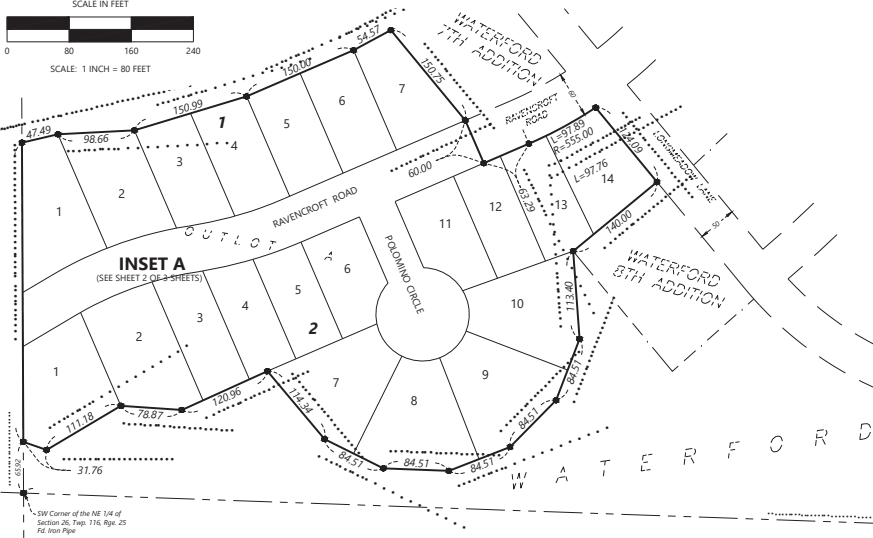 SCALE IN FEET
0 80 160 240
SCALE: 1 INCH = 80 FEET
WATERFORD
7TH ADDITION
54.57
150.00
150.99
98.66
47.49
150.75
60
RAVENCROFT
ROAD
L=97.89
R=555.00
L=97.76
24.09
LONGMEADOW LANE
50
1
2
3
4
5
6
7
1
60.00
63.29
RAVENCROFT ROAD
OUTLOT
A
INSET A
(SEE SHEET 2 OF 3 SHEETS)
POLOMINO CIRCLE
11
12
13
14
140.00
WATERFORD
8TH ADDITION
1
2
3
4
5
6
2
7
8
9
10
113.40
84.51
84.51
84.51
84.51
84.51
114.34
120.96
78.87
111.18
31.76
65.92
WATERFORD
SW Corner of the NE 1/4 of
Section 26, Twp. 116, Rge. 25
Fd. Iron Pipe